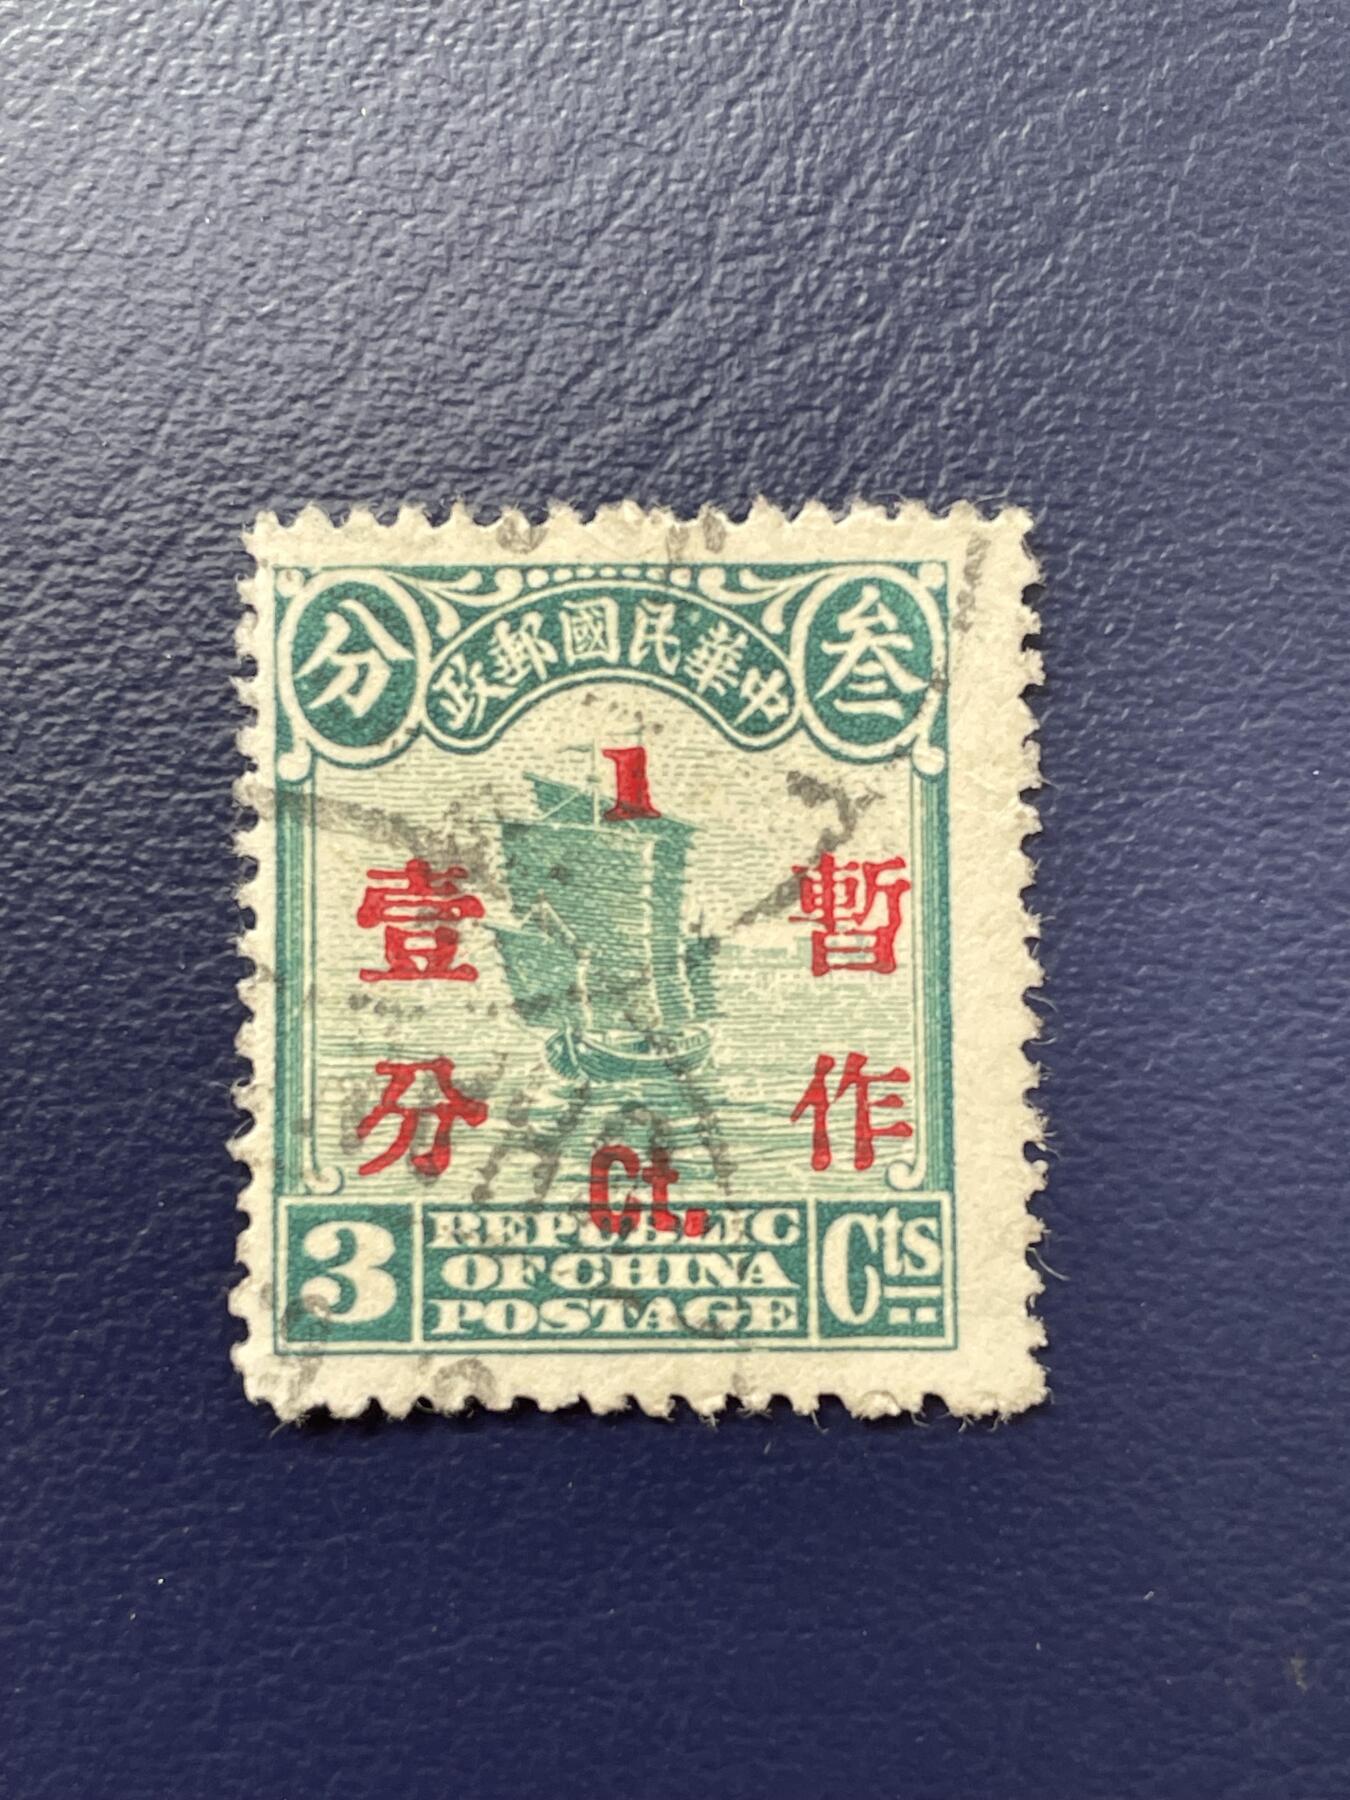 叁
分
中華民國郵政
1
暫作
壹分
Ct.
3
REPUBLIC
OF CHINA
POSTAGE
Cts